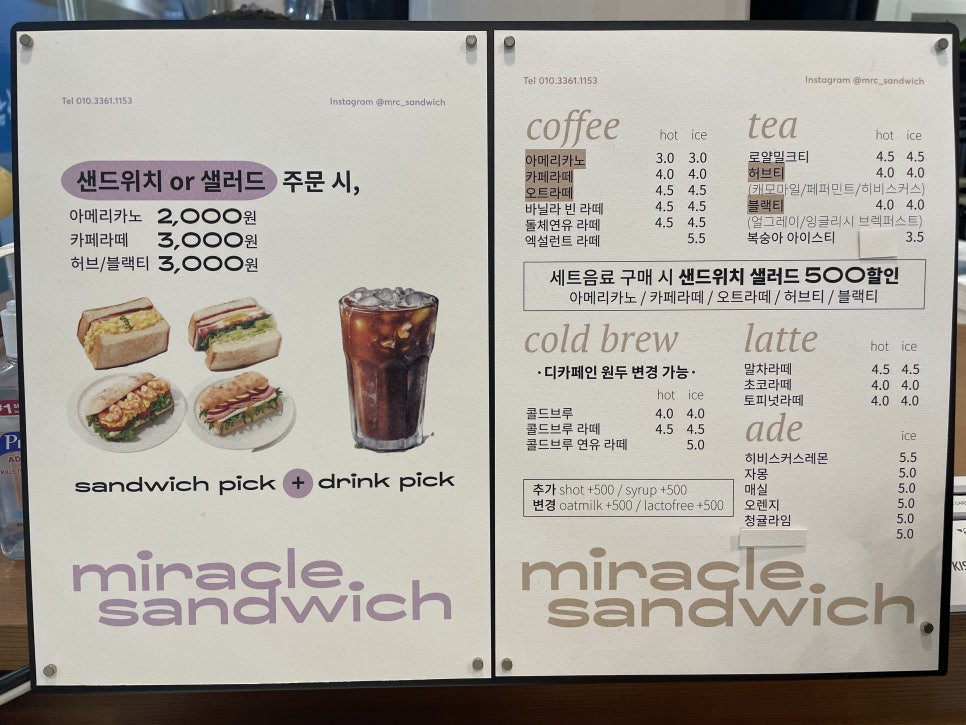 Tel 010.3361.1153
Instagram @mrc_sandwich
샌드위치 or 샐러드 주문 시,
아메리카노 2,000원
카페라떼 3,000원
허브/블랙티 3,000원
sandwich pick + drink pick
miracle
sandwich
Tel 010.3361.1153
Instagram @mrc_sandwich
coffee hot ice
아메리카노 3.0 3.0
카페라떼 4.0 4.0
오트라떼 4.5 4.5
바닐라 빈 라떼 4.5 4.5
돌체연유 라떼 4.5 4.5
엑설런트 라떼 5.5
tea hot ice
로얄밀크티 4.5 4.5
허브티 4.0 4.0
(캐모마일/페퍼민트/히비스커스)
블랙티 4.0 4.0
(얼그레이/잉글리시 브렉퍼스트)
복숭아 아이스티 3.5
세트음료 구매 시 샌드위치 샐러드 500할인
아메리카노 / 카페라떼 / 오트라떼 / 허브티 / 블랙티
cold brew
·디카페인 원두 변경 가능·
hot ice
콜드브루 4.0 4.0
콜드브루 라떼 4.5 4.5
콜드브루 연유 라떼 5.0
추가 shot +500 / syrup +500
변경 oatmilk +500 / lactofree +500
latte hot ice
말차라떼 4.5 4.5
초코라떼 4.0 4.0
토피넛라떼 4.0 4.0
ade ice
히비스커스레몬 5.5
자몽 5.0
매실 5.0
오렌지 5.0
청귤라임 5.0
5.0
miracle
sandwich